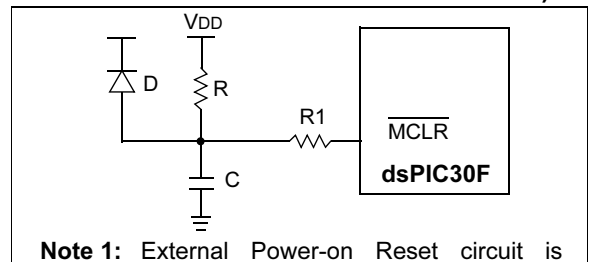 VDD
D
R
R1
MCLR
dsPIC30F
C
Note 1: External Power-on Reset circuit is